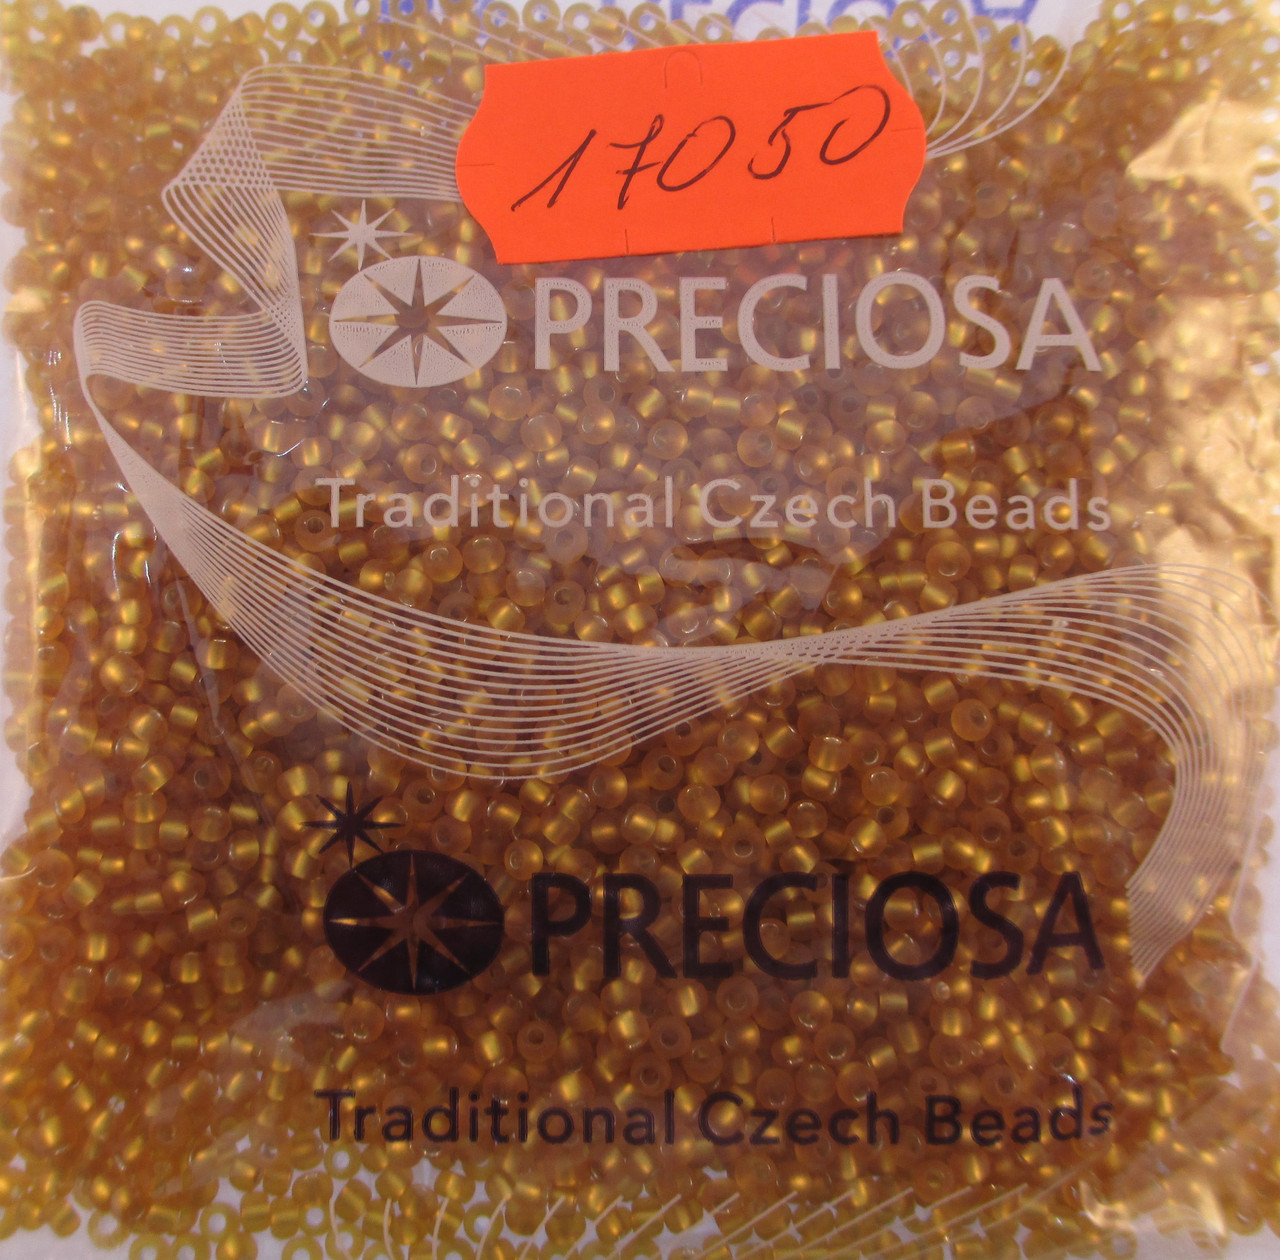 17050
PRECIOSA
Traditional Czech Beads
PRECIOSA
Traditional Czech Beads